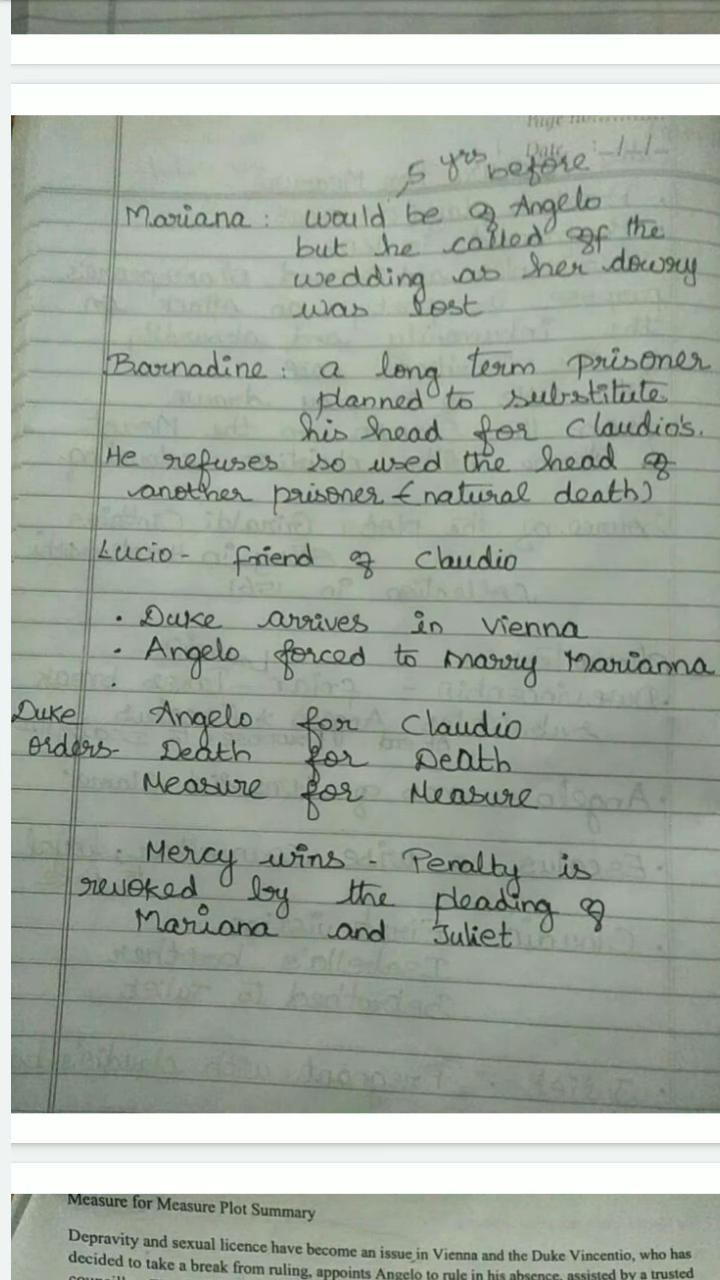 Page No.
Date : _/_/_
5 yrs before
Mariana : would be of Angelo
but he called off the
wedding as her dowry
was lost
Barnadine : a long term prisoner
planned to substitute
his head for Claudio's.
He refuses so used the head of
another prisoner (natural death)
Lucio - friend of Claudio
• Duke arrives in Vienna
• Angelo forced to marry Marianna
Duke Angelo for Claudio
orders- Death for Death
Measure for Measure
• Mercy wins - Penalty is
revoked by the pleading of
Mariana and Juliet
Measure for Measure Plot Summary
Depravity and sexual licence have become an issue in Vienna and the Duke Vincentio, who has
decided to take a break from ruling, appoints Angelo to rule in his absence, assisted by a trusted